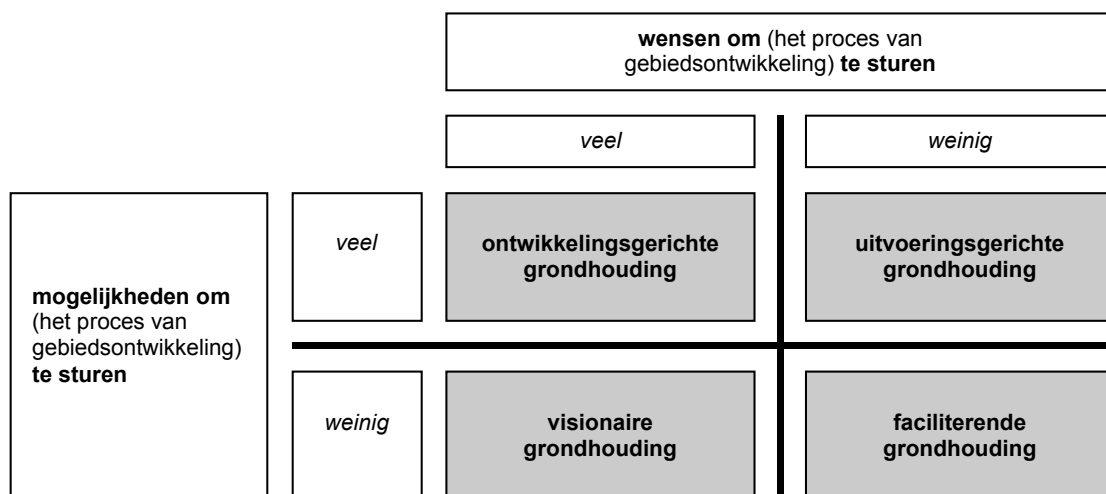 wensen om (het proces van
gebiedsontwikkeling) te sturen
veel
weinig
mogelijkheden om
(het proces van
gebiedsontwikkeling)
te sturen
veel
ontwikkelingsgerichte
grondhouding
uitvoeringsgerichte
grondhouding
weinig
visionaire
grondhouding
faciliterende
grondhouding